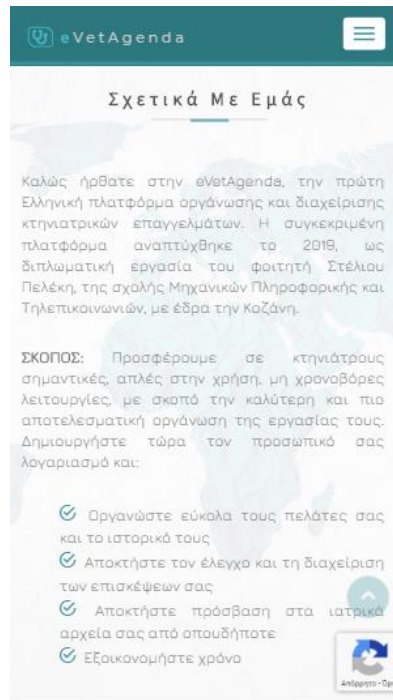 eVetAgenda
Σχετικά Με Εμάς
Καλώς ήρθατε στην eVetAgenda, την πρώτη
Ελληνική πλατφόρμα οργάνωσης και διαχείρισης
κτηνιατρικών επαγγελμάτων. Η συγκεκριμένη
πλατφόρμα αναπτύχθηκε το 2019, ως
διπλωματική εργασία του φοιτητή Στέλιου
Πελέκη, της σχολής Μηχανικών Πληροφορικής και
Τηλεπικοινωνιών, με έδρα την Κοζάνη.
ΣΚΟΠΟΣ: Προσφέρουμε σε κτηνιάτρους
σημαντικές, απλές στην χρήση, μη χρονοβόρες
λειτουργίες, με σκοπό την καλύτερη και πιο
αποτελεσματική οργάνωση της εργασίας τους.
Δημιουργήστε τώρα τον προσωπικό σας
λογαριασμό και:
Οργανώστε εύκολα τους πελάτες σας
και το ιστορικό τους
Αποκτήστε τον έλεγχο και τη διαχείριση
των επισκέψεων σας
Αποκτήστε πρόσβαση στα ιατρικά
αρχεία σας από οπουδήποτε
Εξοικονομήστε χρόνο
Απόρρητο -